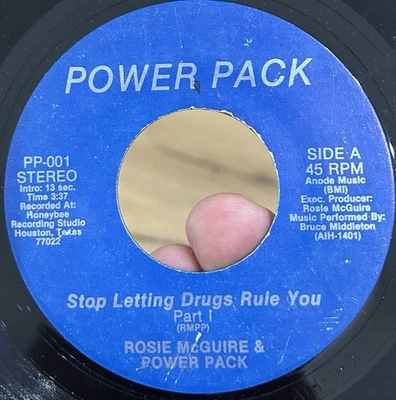 POWER PACK
PP-001
STEREO
Intro: 13 sec.
Time 3:37
Recorded At:
Honeybee
Recording Studio
Houston, Texas
77022
SIDE A
45 RPM
Anode Music
(BMI)
Exec. Producer:
Rosie McGuire
Music Performed By:
Bruce Middleton
(AIH-1401)
Stop Letting Drugs Rule You
Part I
(RMPP)
ROSIE McGUIRE &
POWER PACK